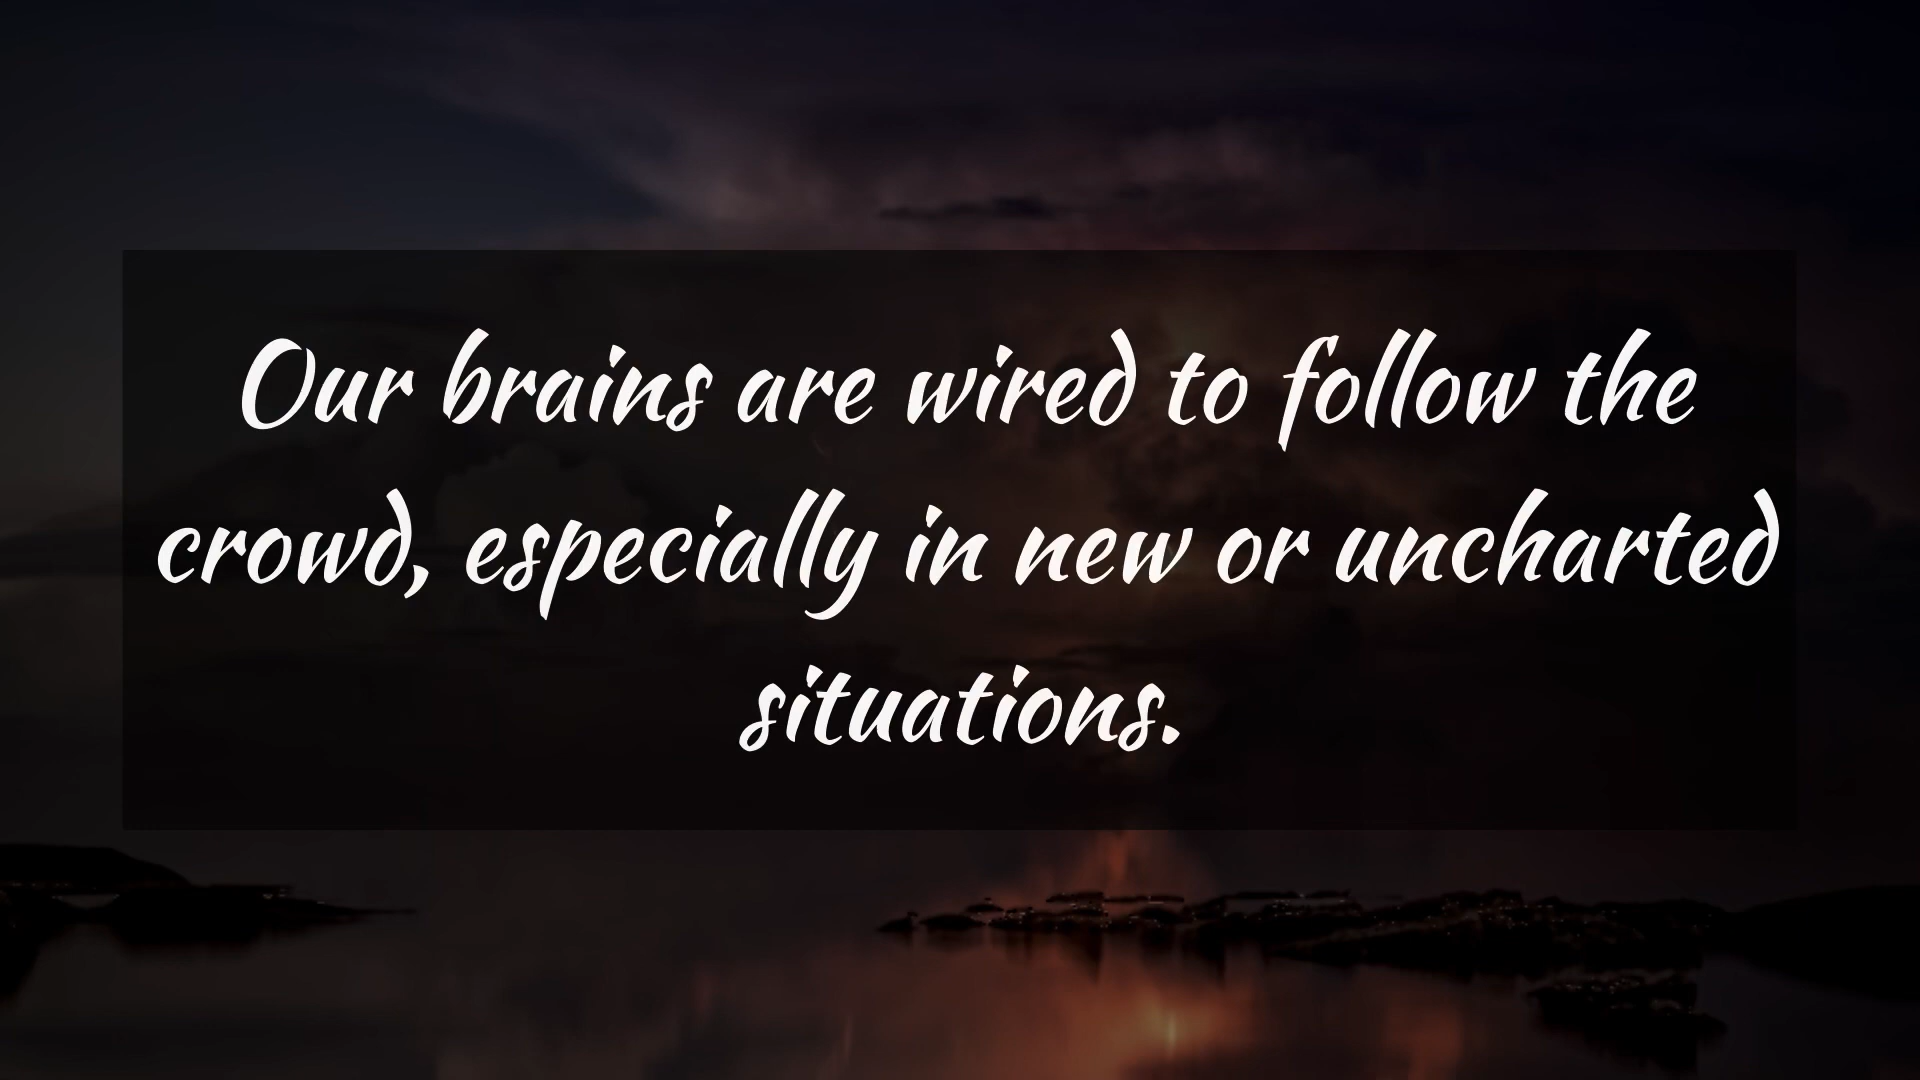 Our brains are wired to follow the
crowd, especially in new or uncharted
situations.